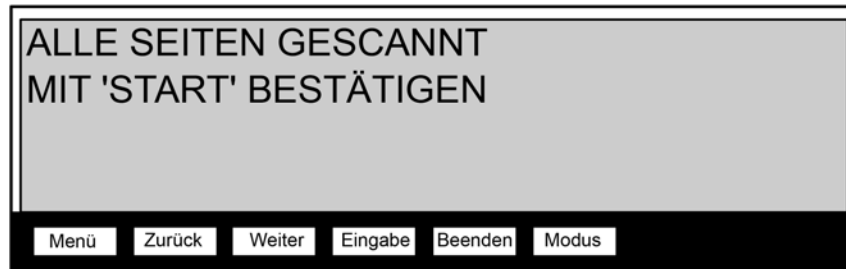 ALLE SEITEN GESCANNT
MIT 'START' BESTÄTIGEN
Menü Zurück Weiter Eingabe Beenden Modus